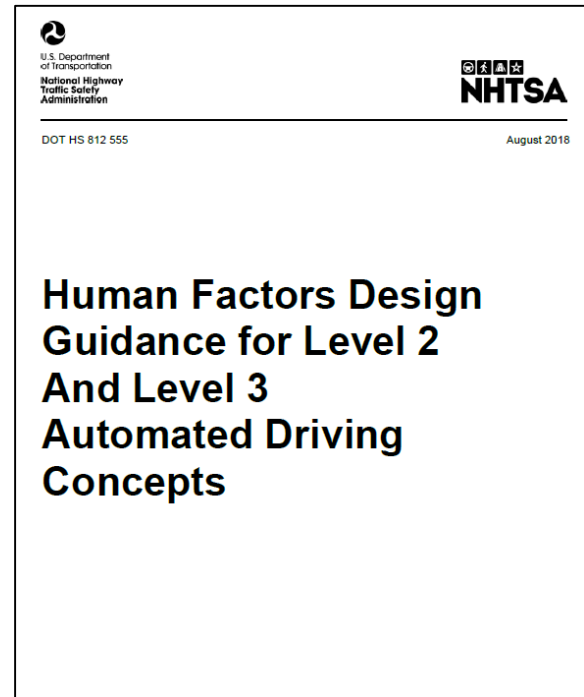 U.S. Department
of Transportation
National Highway
Traffic Safety
Administration
NHTSA
DOT HS 812 555
August 2018
Human Factors Design
Guidance for Level 2
And Level 3
Automated Driving
Concepts